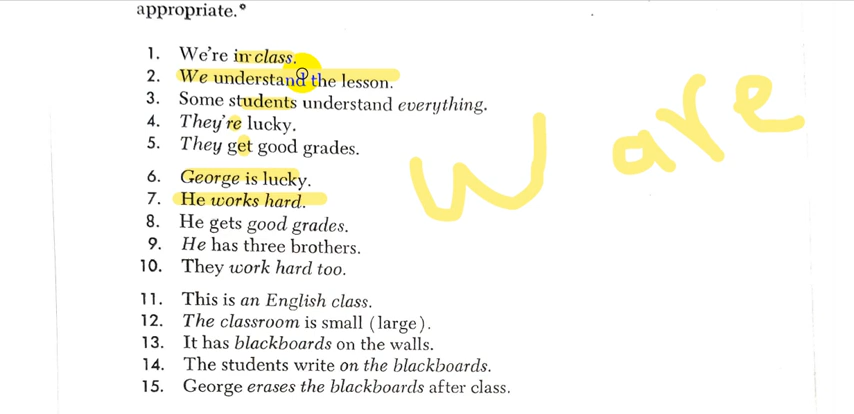 appropriate.°
1. We're in class.
2. We understand the lesson.
3. Some students understand everything.
4. They're lucky.
5. They get good grades.
6. George is lucky.
7. He works hard.
8. He gets good grades.
9. He has three brothers.
10. They work hard too.
11. This is an English class.
12. The classroom is small (large).
13. It has blackboards on the walls.
14. The students write on the blackboards.
15. George erases the blackboards after class.
W are